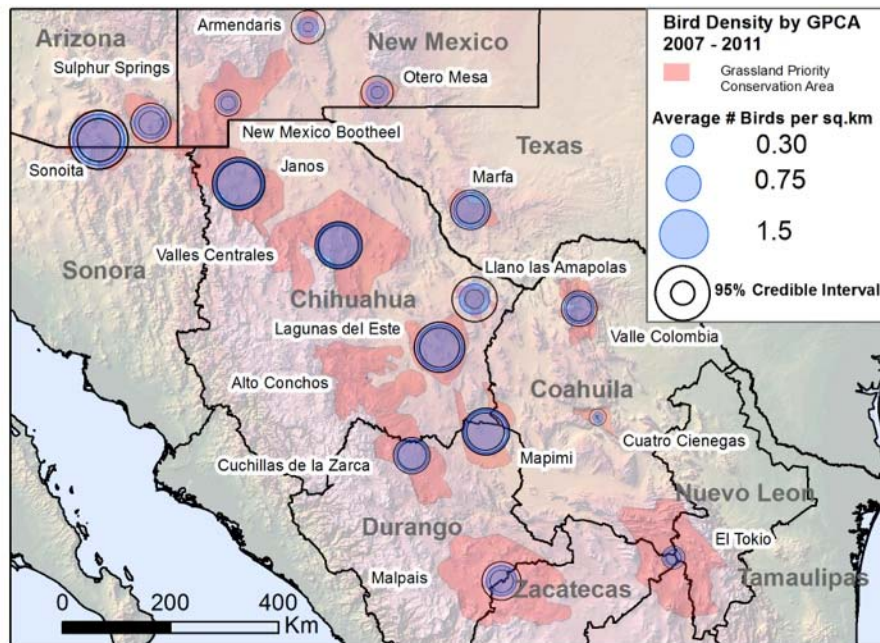 Armendaris
Arizona
New Mexico
Sulphur Springs
Otero Mesa
New Mexico Bootheel
Sonoita
Janos
Texas
Marfa
Valles Centrales
Sonora
Llano las Amapolas
Chihuahua
Lagunas del Este
Valle Colombia
Alto Conchos
Coahuila
Cuatro Cienegas
Cuchillas de la Zarca
Mapimi
Nuevo Leon
Durango
El Tokio
Malpais
Zacatecas
Tamaulipas
0 200 400
Km
Bird Density by GPCA
2007 - 2011
Grassland Priority
Conservation Area
Average # Birds per sq.km
0.30
0.75
1.5
95% Credible Interval